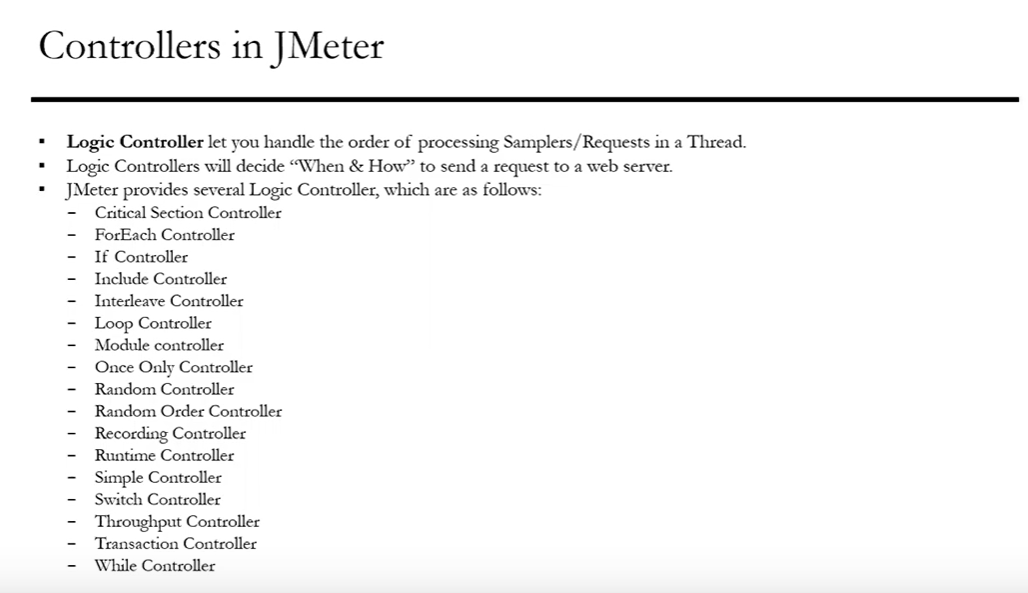 Controllers in JMeter
▪ Logic Controller let you handle the order of processing Samplers/Requests in a Thread.
▪ Logic Controllers will decide “When & How” to send a request to a web server.
▪ JMeter provides several Logic Controller, which are as follows:
– Critical Section Controller
– ForEach Controller
– If Controller
– Include Controller
– Interleave Controller
– Loop Controller
– Module controller
– Once Only Controller
– Random Controller
– Random Order Controller
– Recording Controller
– Runtime Controller
– Simple Controller
– Switch Controller
– Throughput Controller
– Transaction Controller
– While Controller